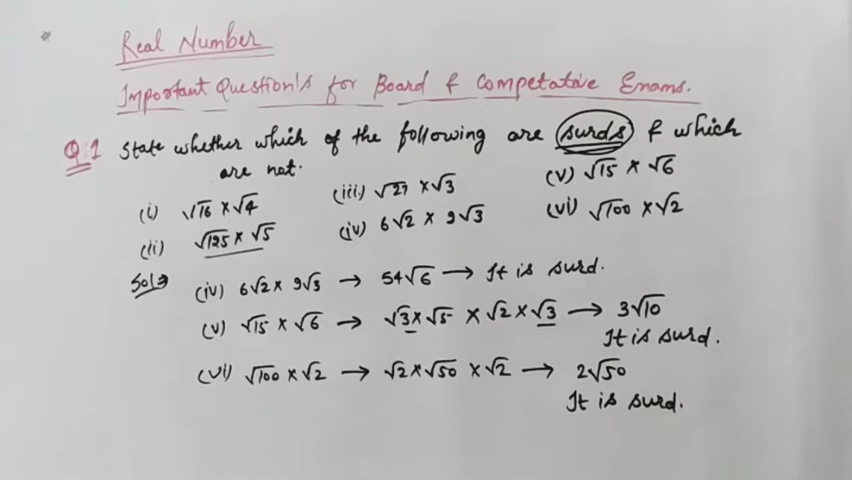 Real Number
Important Question's for Board & Competative Exams.
Q.1 State whether which of the following are surds & which
are not.
(i) √16 × √4 (iii) √27 × √3 (v) √15 × √6
(ii) √125 × √5 (iv) 6√2 × 9√3 (vi) √100 × √2
Sol→ (iv) 6√2 × 9√3 → 54√6 → It is surd.
(v) √15 × √6 → √3 × √5 × √2 × √3 → 3√10
It is surd.
(vi) √100 × √2 → √2 × √50 × √2 → 2√50
It is surd.